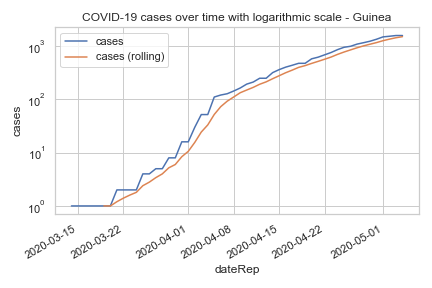 COVID-19 cases over time with logarithmic scale - Guinea
cases
cases (rolling)
10³
10²
10¹
10⁰
cases
2020-03-15
2020-03-22
2020-04-01
2020-04-08
2020-04-15
2020-04-22
2020-05-01
dateRep